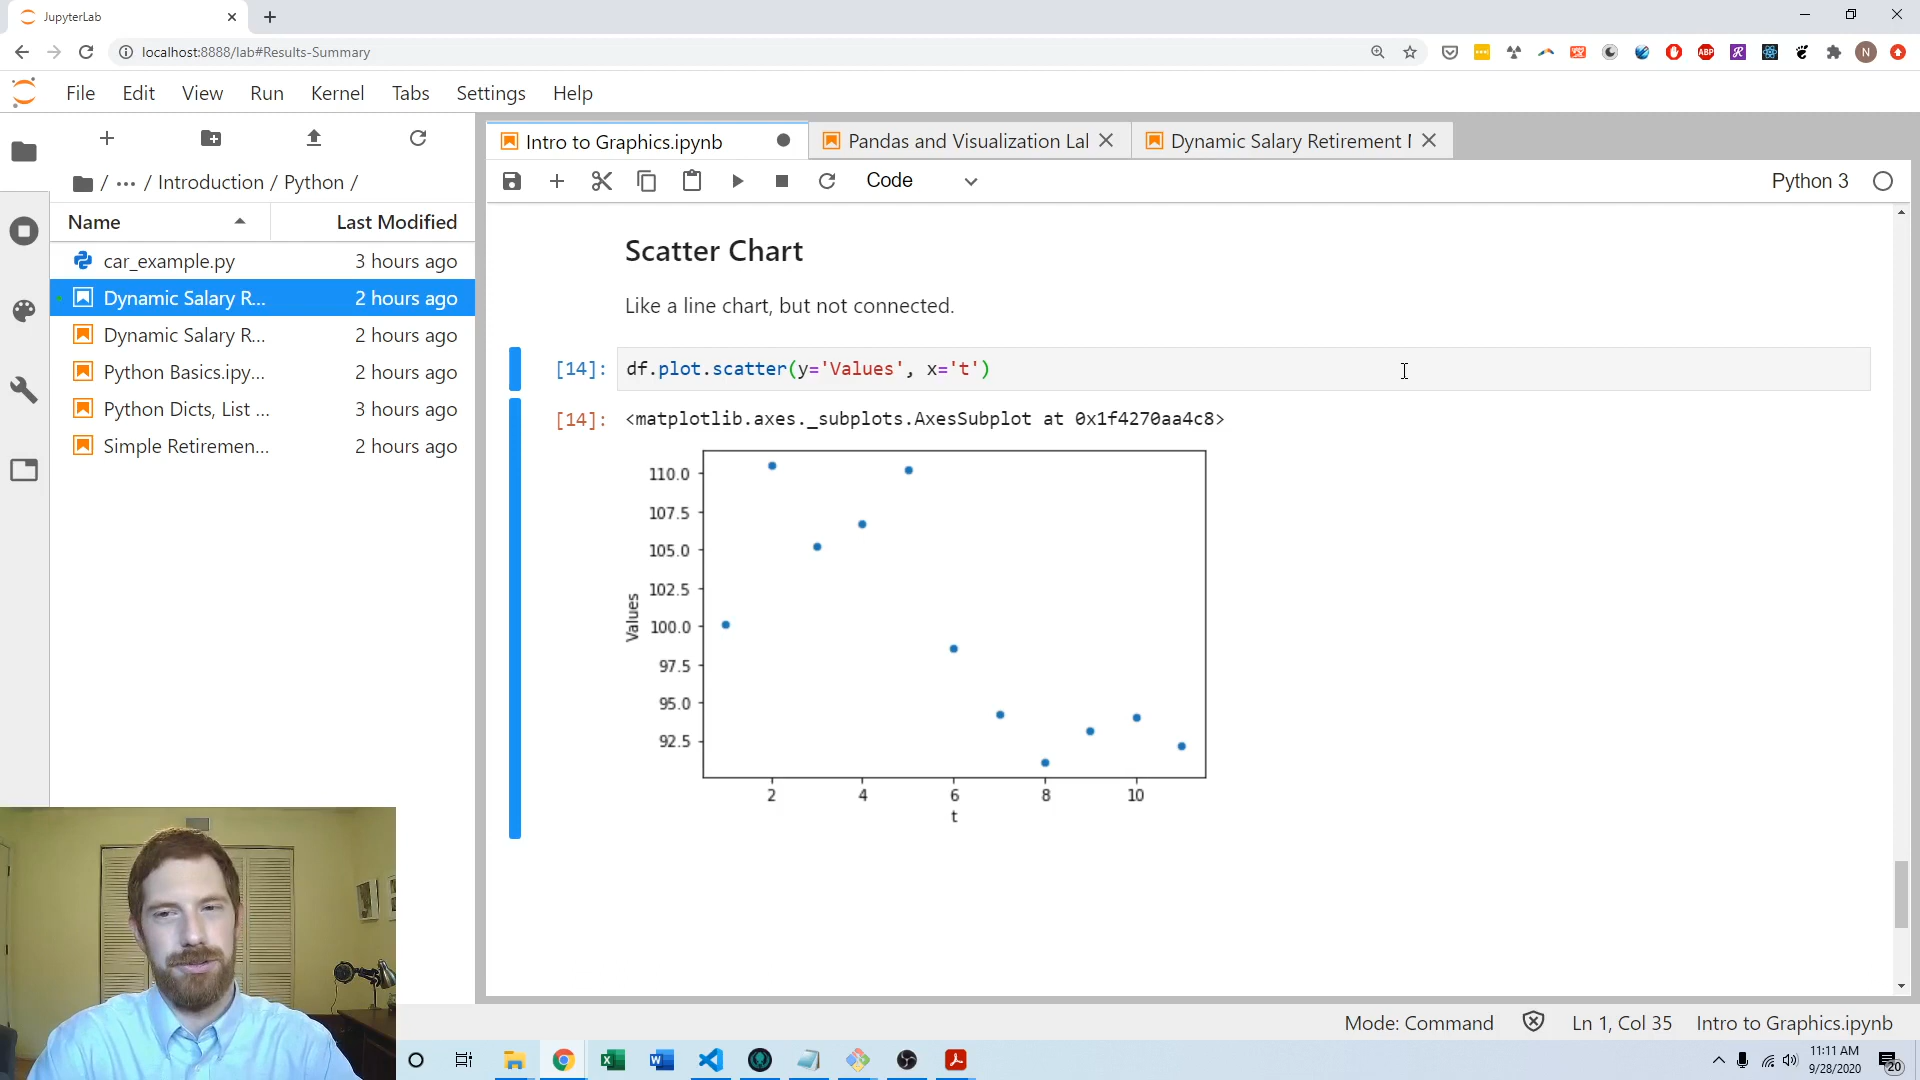 JupyterLab
localhost:8888/lab#Results-Summary
ABP
R
N
File Edit View Run Kernel Tabs Settings Help
Intro to Graphics.ipynb
Pandas and Visualization Lal
Dynamic Salary Retirement I
/ ··· / Introduction / Python /
Code
Python 3
Name Last Modified
car_example.py 3 hours ago
Dynamic Salary R... 2 hours ago
Dynamic Salary R... 2 hours ago
Python Basics.ipy... 2 hours ago
Python Dicts, List ... 3 hours ago
Simple Retiremen... 2 hours ago
Scatter Chart
Like a line chart, but not connected.
[14]: df.plot.scatter(y='Values', x='t')
[14]: <matplotlib.axes._subplots.AxesSubplot at 0x1f4270aa4c8>
110.0
107.5
105.0
102.5
100.0
97.5
95.0
92.5
Values
2 4 6 8 10
t
Mode: Command
Ln 1, Col 35
Intro to Graphics.ipynb
11:11 AM
9/28/2020
20